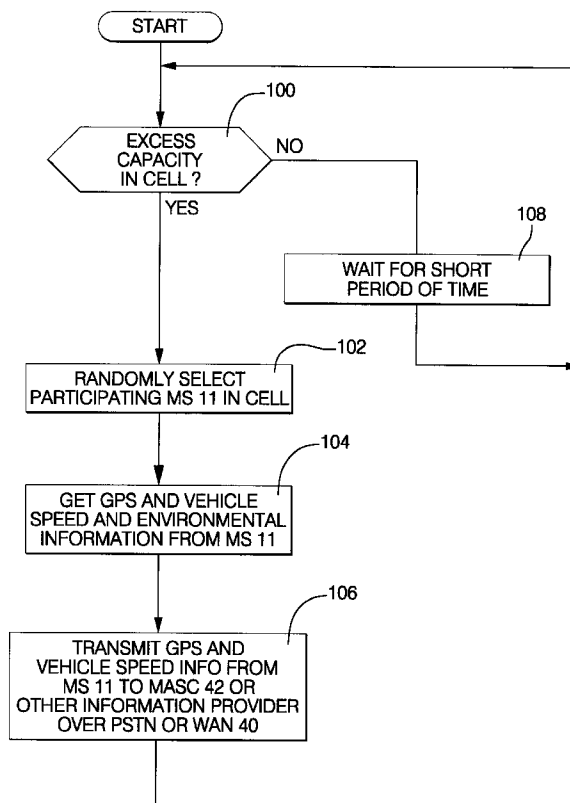 START
100
EXCESS
CAPACITY
IN CELL ?
NO
YES
108
WAIT FOR SHORT
PERIOD OF TIME
102
RANDOMLY SELECT
PARTICIPATING MS 11 IN CELL
104
GET GPS AND VEHICLE
SPEED AND ENVIRONMENTAL
INFORMATION FROM MS 11
106
TRANSMIT GPS AND
VEHICLE SPEED INFO FROM
MS 11 TO MASC 42 OR
OTHER INFORMATION PROVIDER
OVER PSTN OR WAN 40